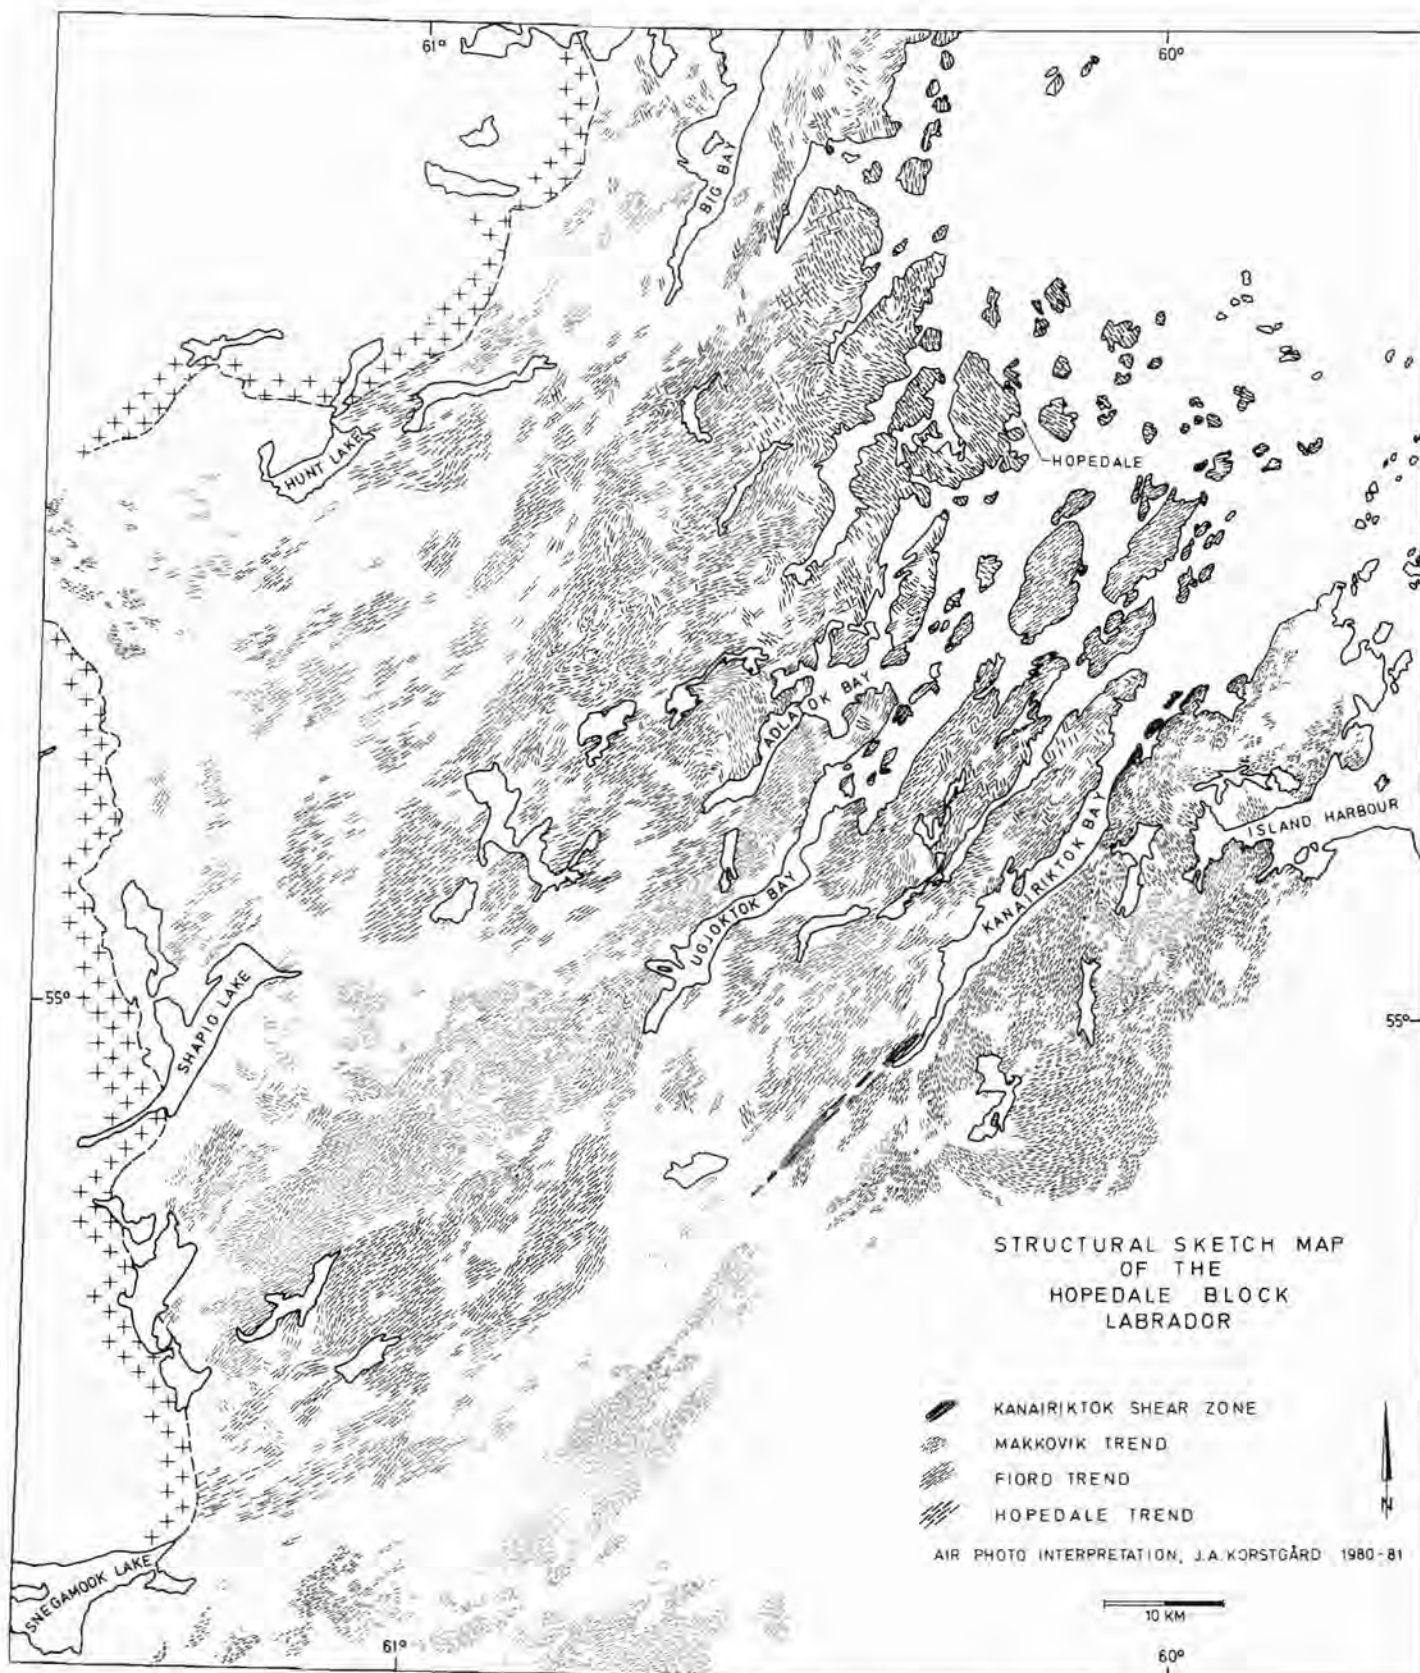 61°
60°
BIG BAY
HUNT LAKE
HOPEDALE
ADLATOK BAY
ISLAND HARBOUR
KANAIRIKTOK BAY
UGJOKTOK BAY
55°
55°
SHAPIG LAKE
STRUCTURAL SKETCH MAP
OF THE
HOPEDALE BLOCK
LABRADOR
KANAIRIKTOK SHEAR ZONE
MAKKOVIK TREND
FIORD TREND
HOPEDALE TREND
N
AIR PHOTO INTERPRETATION, J.A.KORSTGÅRD 1980-81
SNEGAMOOK LAKE
10 KM
61°
60°